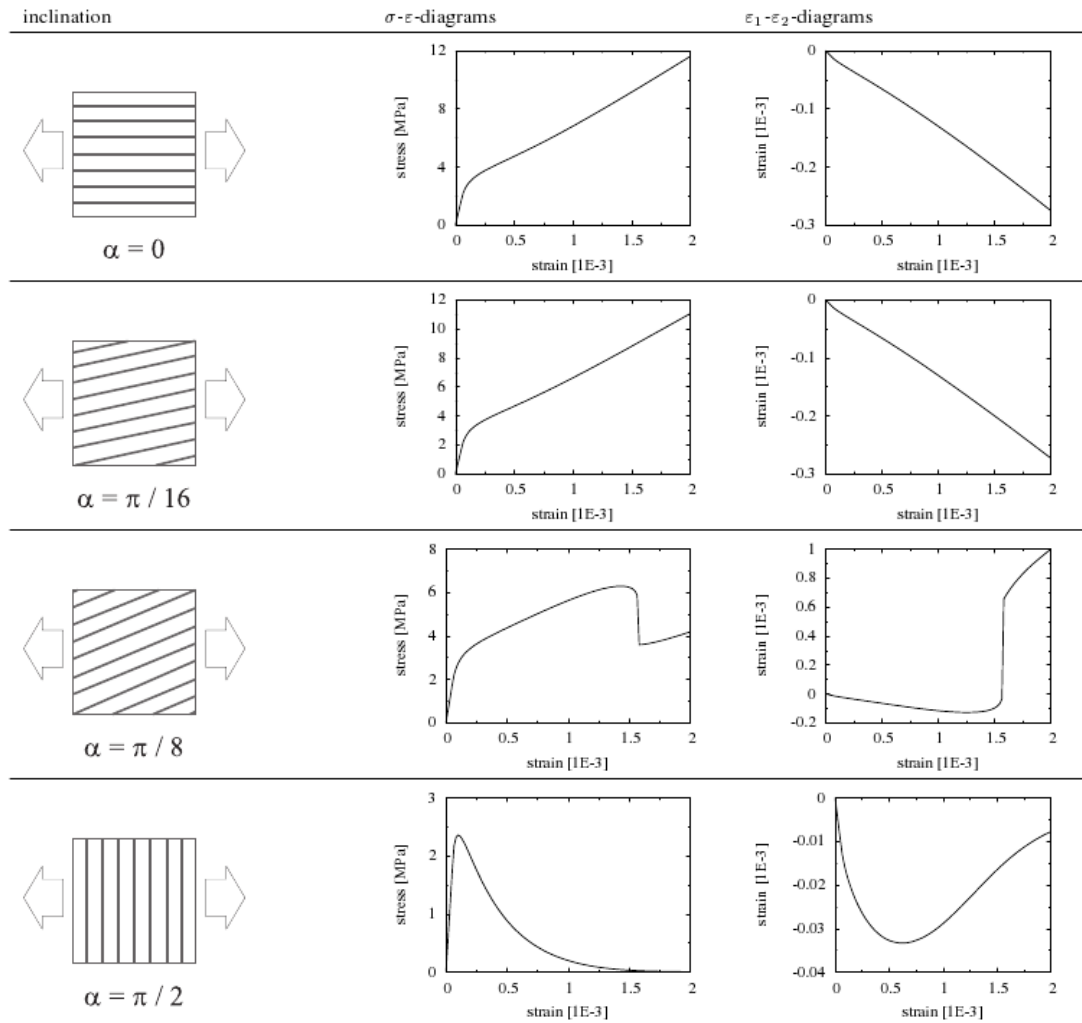 inclination σ-ε-diagrams ε₁-ε₂-diagrams
12
8
4
0
stress [MPa]
0 0.5 1 1.5 2
strain [1E-3]
0
-0.1
-0.2
-0.3
strain [1E-3]
0 0.5 1 1.5 2
strain [1E-3]
α = 0
12
10
8
6
4
2
0
stress [MPa]
0 0.5 1 1.5 2
strain [1E-3]
0
-0.1
-0.2
-0.3
strain [1E-3]
0 0.5 1 1.5 2
strain [1E-3]
α = π / 16
8
6
4
2
0
stress [MPa]
0 0.5 1 1.5 2
strain [1E-3]
1
0.8
0.6
0.4
0.2
0
-0.2
strain [1E-3]
0 0.5 1 1.5 2
strain [1E-3]
α = π / 8
3
2
1
0
stress [MPa]
0 0.5 1 1.5 2
strain [1E-3]
0
-0.01
-0.02
-0.03
-0.04
strain [1E-3]
0 0.5 1 1.5 2
strain [1E-3]
α = π / 2